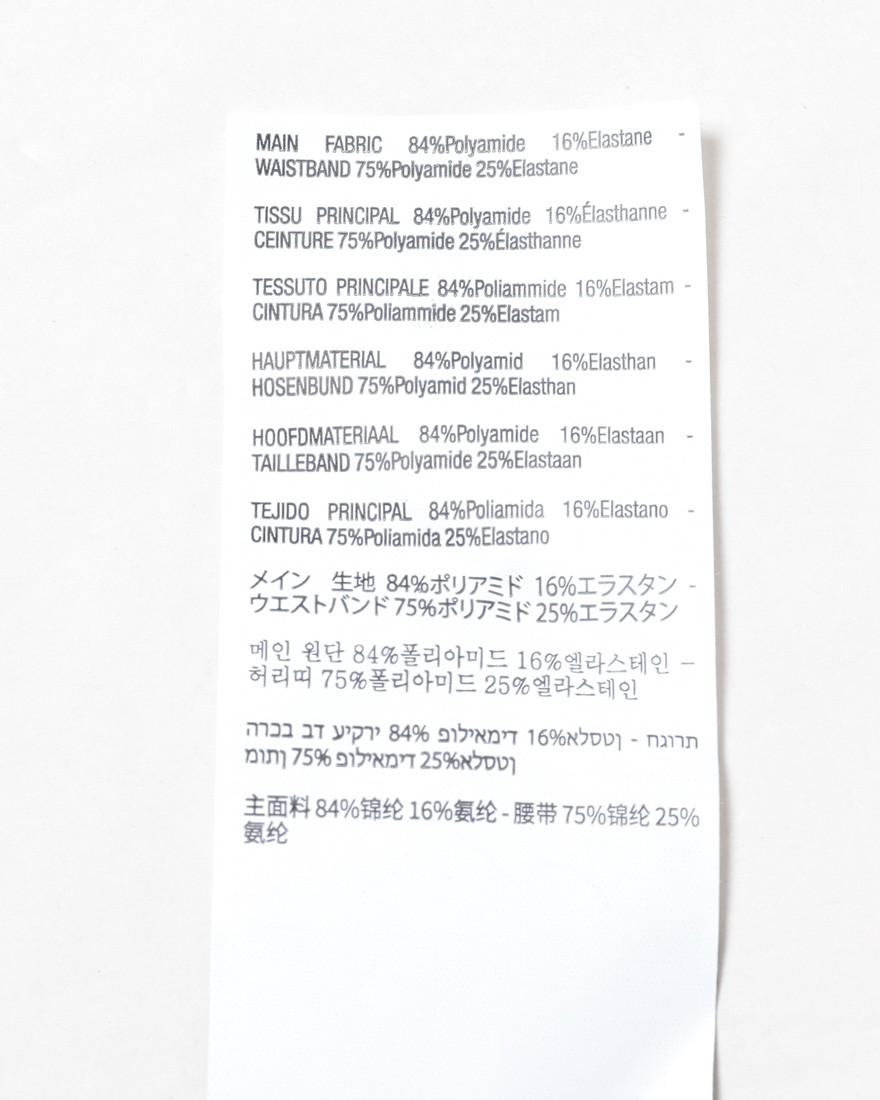 MAIN FABRIC 84%Polyamide 16%Elastane -
WAISTBAND 75%Polyamide 25%Elastane
TISSU PRINCIPAL 84%Polyamide 16%Élasthanne -
CEINTURE 75%Polyamide 25%Élasthanne
TESSUTO PRINCIPALE 84%Poliammide 16%Elastam -
CINTURA 75%Poliammide 25%Elastam
HAUPTMATERIAL 84%Polyamid 16%Elasthan -
HOSENBUND 75%Polyamid 25%Elasthan
HOOFDMATERIAAL 84%Polyamide 16%Elastaan -
TAILLEBAND 75%Polyamide 25%Elastaan
TEJIDO PRINCIPAL 84%Poliamida 16%Elastano -
CINTURA 75%Poliamida 25%Elastano
メイン 生地 84%ポリアミド 16%エラスタン -
ウエストバンド 75%ポリアミド 25%エラスタン
메인 원단 84%폴리아미드 16%엘라스테인 –
허리띠 75%폴리아미드 25%엘라스테인
הרכב בד עיקרי 84% פוליאמיד 16%אלסטן - חגורת
מותן 75% פוליאמיד 25%אלסטן
主面料 84%锦纶 16%氨纶 - 腰带 75%锦纶 25%
氨纶